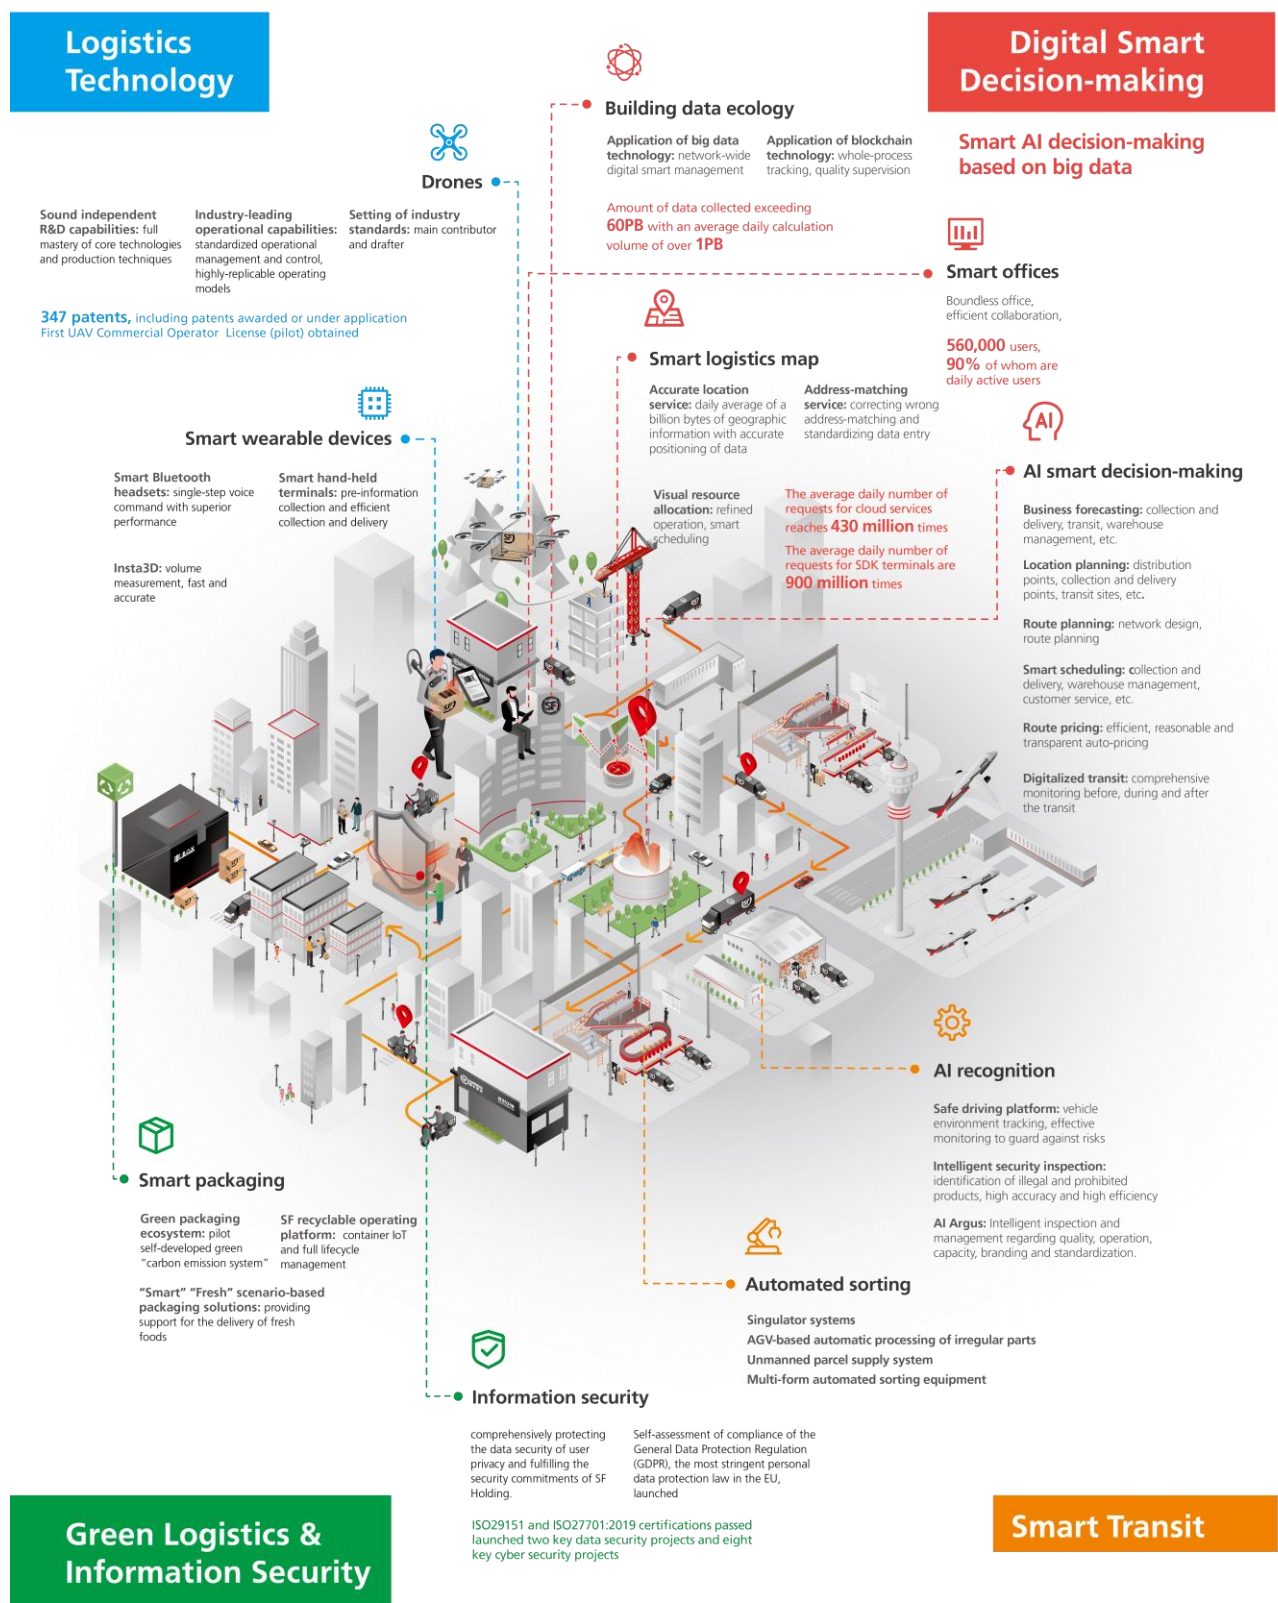 Logistics
Technology
Digital Smart
Decision-making
Smart AI decision-making
based on big data
Building data ecology
Application of big data
technology: network-wide
digital smart management
Application of blockchain
technology: whole-process
tracking, quality supervision
Amount of data collected exceeding
60PB with an average daily calculation
volume of over 1PB
Drones
Sound independent
R&D capabilities: full
mastery of core technologies
and production techniques
Industry-leading
operational capabilities:
standardized operational
management and control,
highly-replicable operating
models
Setting of industry
standards: main contributor
and drafter
347 patents, including patents awarded or under application
First UAV Commercial Operator License (pilot) obtained
Smart offices
Boundless office,
efficient collaboration,
560,000 users,
90% of whom are
daily active users
Smart logistics map
Accurate location
service: daily average of a
billion bytes of geographic
information with accurate
positioning of data
Address-matching
service: correcting wrong
address-matching and
standardizing data entry
Visual resource
allocation: refined
operation, smart
scheduling
The average daily number of
requests for cloud services
reaches 430 million times
The average daily number of
requests for SDK terminals are
900 million times
Smart wearable devices
Smart Bluetooth
headsets: single-step voice
command with superior
performance
Smart hand-held
terminals: pre-information
collection and efficient
collection and delivery
Insta3D: volume
measurement, fast and
accurate
AI
AI smart decision-making
Business forecasting: collection and
delivery, transit, warehouse
management, etc.
Location planning: distribution
points, collection and delivery
points, transit sites, etc.
Route planning: network design,
route planning
Smart scheduling: collection and
delivery, warehouse management,
customer service, etc.
Route pricing: efficient, reasonable and
transparent auto-pricing
Digitalized transit: comprehensive
monitoring before, during and after
the transit
SF
SF
SF
AI
AI recognition
Safe driving platform: vehicle
environment tracking, effective
monitoring to guard against risks
Intelligent security inspection:
identification of illegal and prohibited
products, high accuracy and high efficiency
AI Argus: Intelligent inspection and
management regarding quality, operation,
capacity, branding and standardization.
Smart packaging
Green packaging
ecosystem: pilot
self-developed green
“carbon emission system”
SF recyclable operating
platform: container IoT
and full lifecycle
management
“Smart” “Fresh” scenario-based
packaging solutions: providing
support for the delivery of fresh
foods
Automated sorting
Singulator systems
AGV-based automatic processing of irregular parts
Unmanned parcel supply system
Multi-form automated sorting equipment
Information security
comprehensively protecting
the data security of user
privacy and fulfilling the
security commitments of SF
Holding.
Self-assessment of compliance of the
General Data Protection Regulation
(GDPR), the most stringent personal
data protection law in the EU,
launched
ISO29151 and ISO27701:2019 certifications passed
launched two key data security projects and eight
key cyber security projects
Green Logistics &
Information Security
Smart Transit